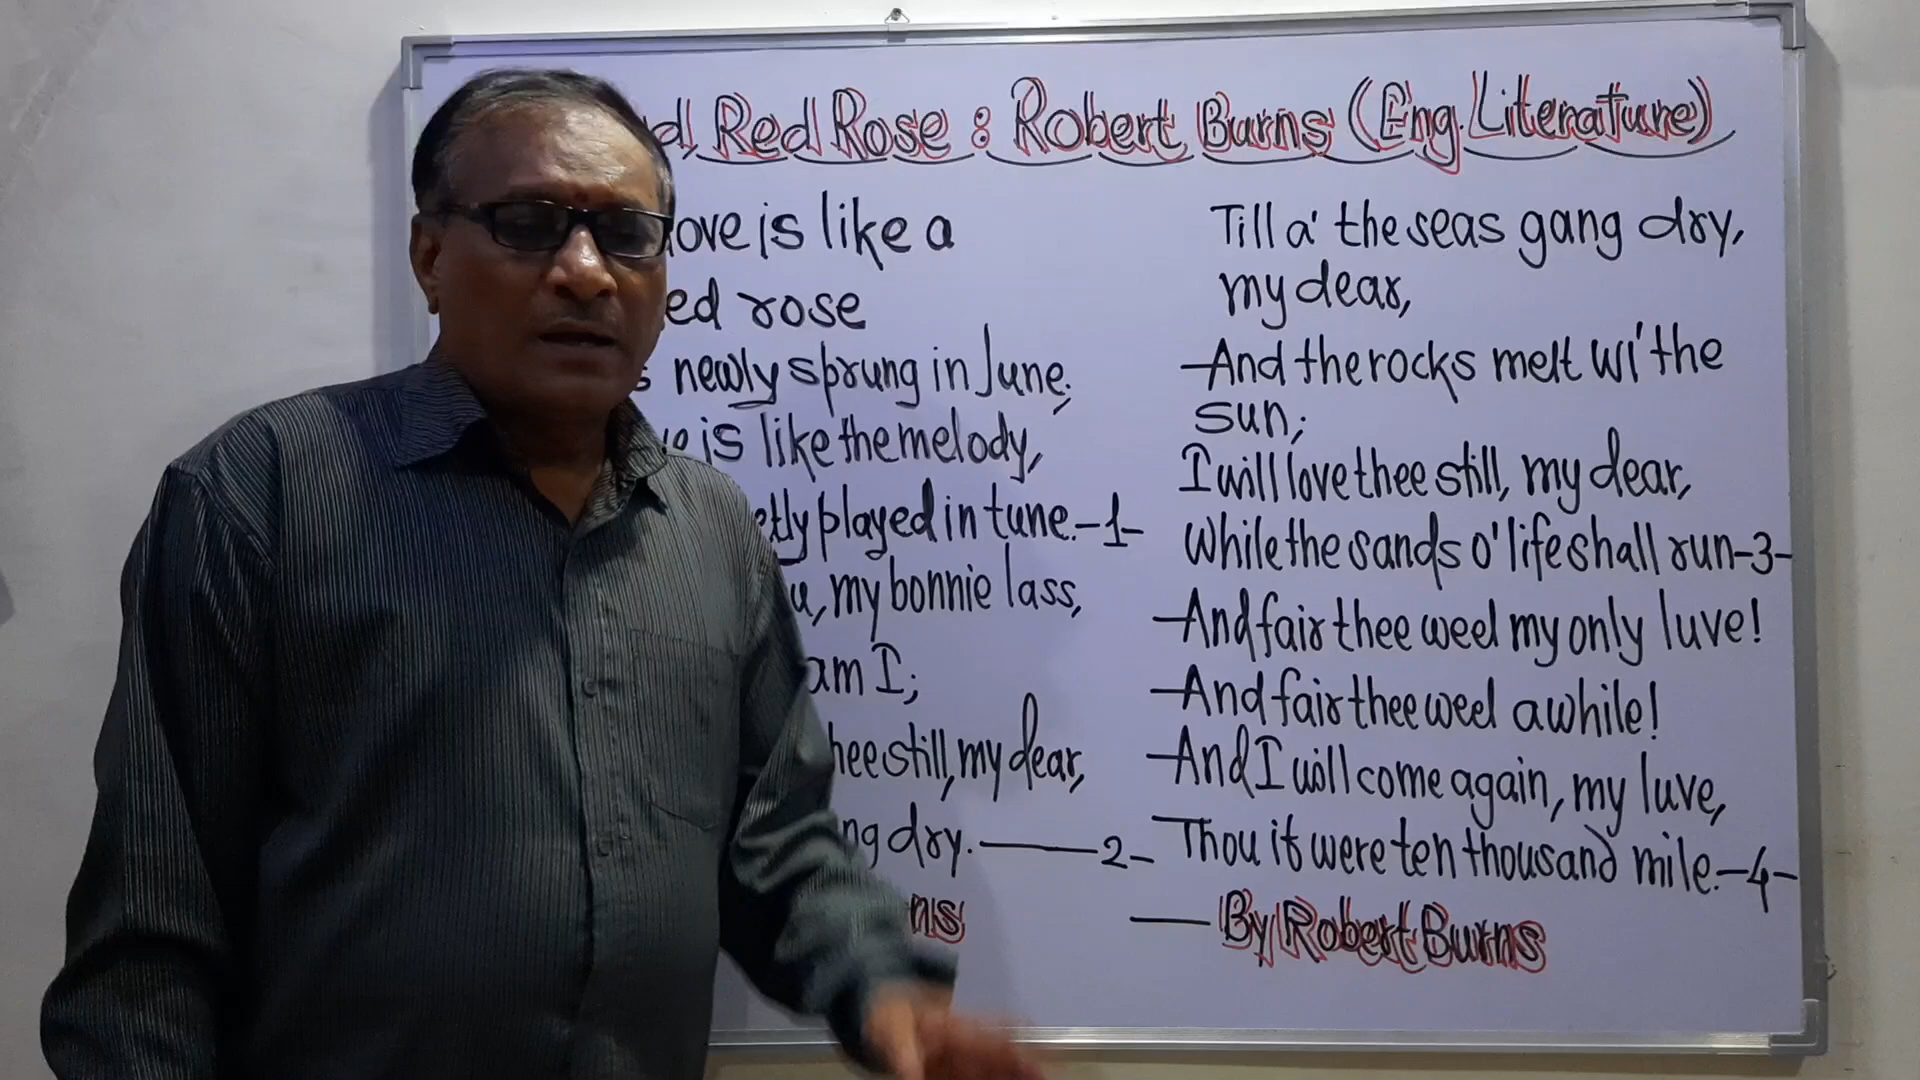 Red Rose: Robert Burns (Eng. Literature)
love is like a
rose
newly sprung in June;
is like the melody,
played in tune.-1-
my bonnie lass,
am I;
still, my dear,
dry. -2-
Till a' the seas gang dry,
my dear,
And the rocks melt wi' the
sun;
I will love thee still, my dear,
While the sands o' life shall run-3-
And fair thee weel my only luve!
And fair thee weel awhile!
And I will come again, my luve,
Thou it were ten thousand mile.-4-
By Robert Burns